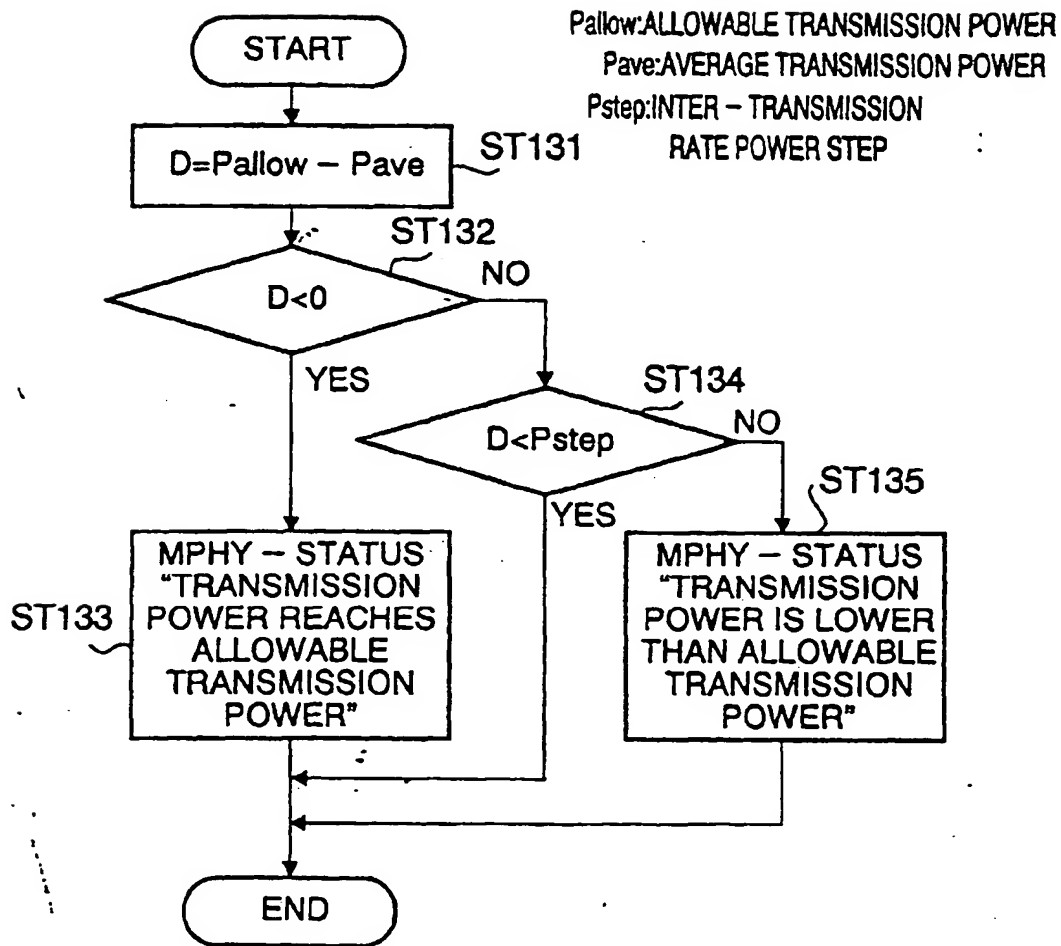 Pallow:ALLOWABLE TRANSMISSION POWER
Pave:AVERAGE TRANSMISSION POWER
Pstep:INTER – TRANSMISSION
RATE POWER STEP
START
D=Pallow – Pave
ST131
ST132
D<0
NO
YES
ST134
D<Pstep
NO
YES
ST135
ST133
MPHY – STATUS
"TRANSMISSION
POWER REACHES
ALLOWABLE
TRANSMISSION
POWER"
MPHY – STATUS
"TRANSMISSION
POWER IS LOWER
THAN ALLOWABLE
TRANSMISSION
POWER"
END